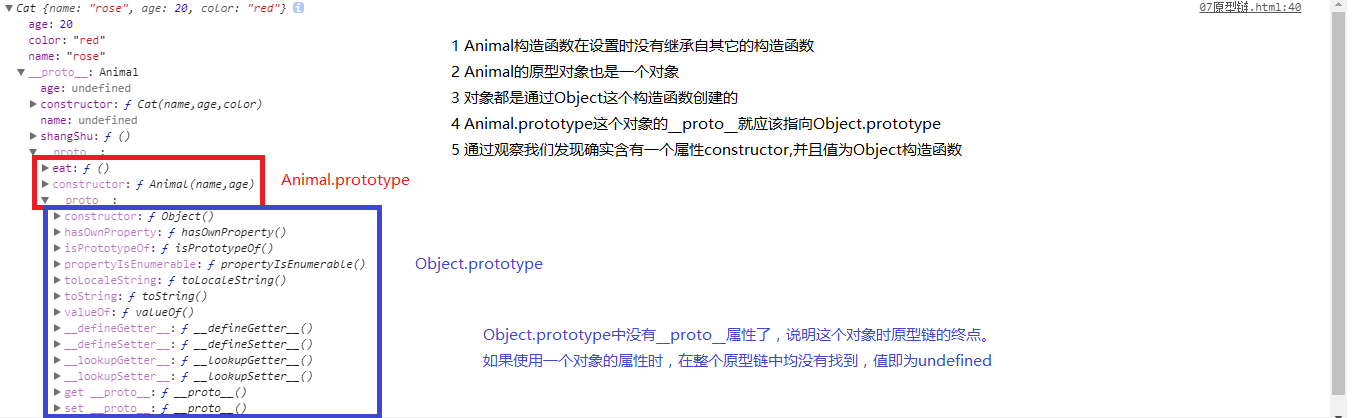 ▼Cat {name: "rose", age: 20, color: "red"} i
07原型链.html:40
age: 20
color: "red"
name: "rose"
▼__proto__: Animal
age: undefined
▶constructor: ƒ Cat(name,age,color)
name: undefined
▶shangShu: ƒ ()
▼__proto__:
▶eat: ƒ ()
▶constructor: ƒ Animal(name,age)
▼__proto__:
▶constructor: ƒ Object()
▶hasOwnProperty: ƒ hasOwnProperty()
▶isPrototypeOf: ƒ isPrototypeOf()
▶propertyIsEnumerable: ƒ propertyIsEnumerable()
▶toLocaleString: ƒ toLocaleString()
▶toString: ƒ toString()
▶valueOf: ƒ valueOf()
▶__defineGetter__: ƒ __defineGetter__()
▶__defineSetter__: ƒ __defineSetter__()
▶__lookupGetter__: ƒ __lookupGetter__()
▶__lookupSetter__: ƒ __lookupSetter__()
▶get __proto__: ƒ __proto__()
▶set __proto__: ƒ __proto__()
1 Animal构造函数在设置时没有继承自其它的构造函数
2 Animal的原型对象也是一个对象
3 对象都是通过Object这个构造函数创建的
4 Animal.prototype这个对象的__proto__就应该指向Object.prototype
5 通过观察我们发现确实含有一个属性constructor,并且值为Object构造函数
Animal.prototype
Object.prototype
Object.prototype中没有__proto__属性了，说明这个对象时原型链的终点。
如果使用一个对象的属性时，在整个原型链中均没有找到，值即为undefined